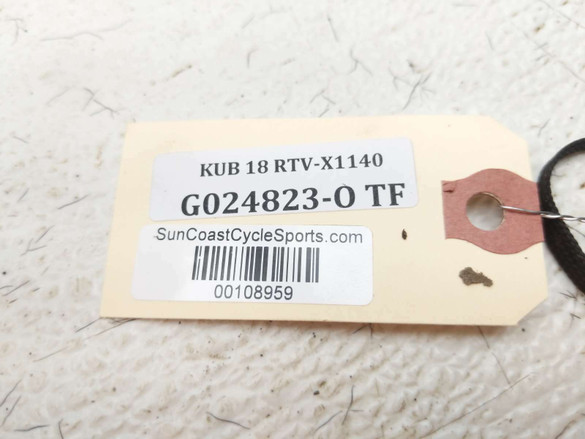 KUB 18 RTV-X1140
G024823-O TF
SunCoastCycleSports.com
00108959